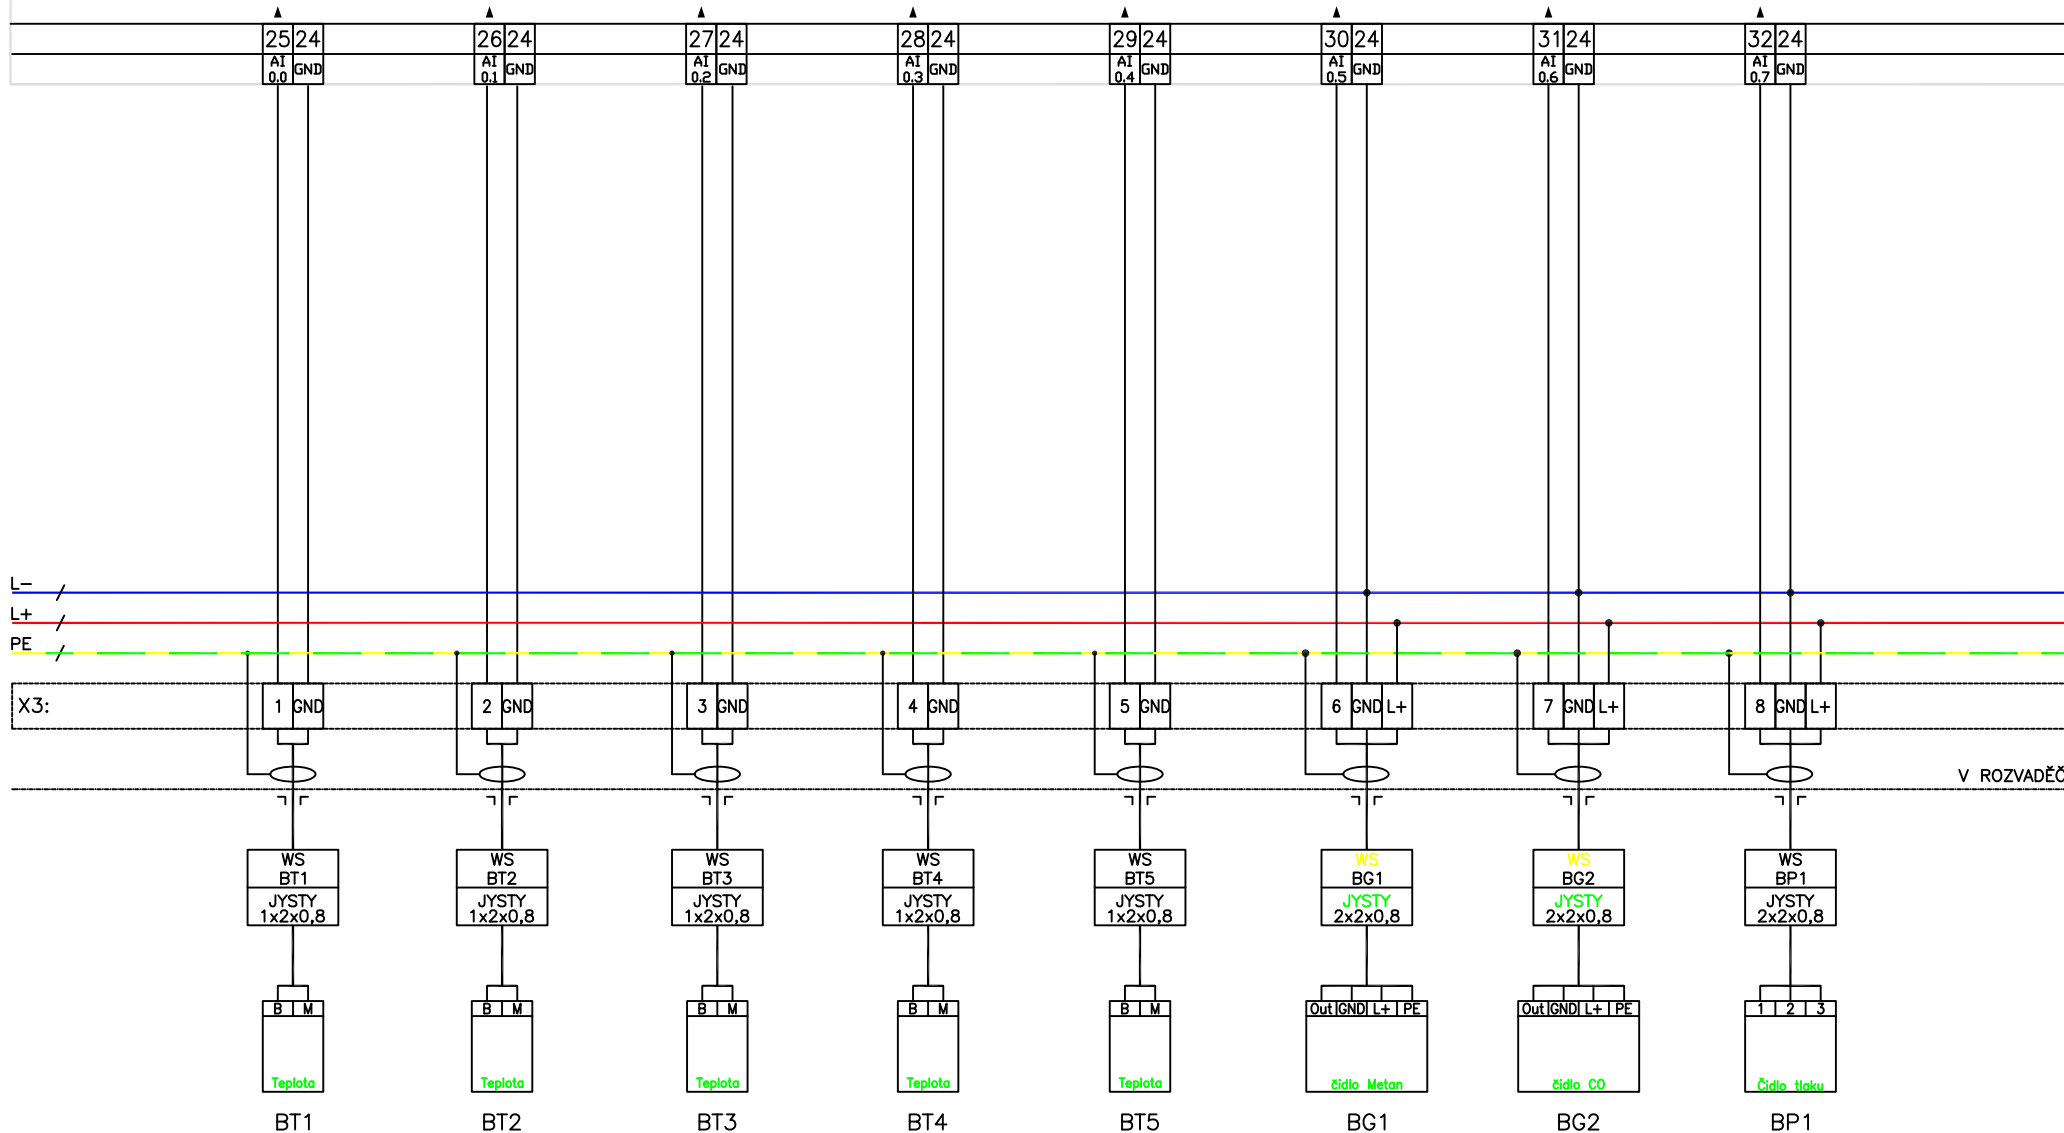 25 24 26 24 27 24 28 24 29 24 30 24 31 24 32 24
AI GND AI GND AI GND AI GND AI GND AI GND AI GND AI GND
0.0 0.1 0.2 0.3 0.4 0.5 0.6 0.7
L-
L+
PE
X3: 1 GND 2 GND 3 GND 4 GND 5 GND 6 GND L+ 7 GND L+ 8 GND L+
V ROZVADĚČ
WS WS WS WS WS WS WS WS
BT1 BT2 BT3 BT4 BT5 BG1 BG2 BP1
JYSTY JYSTY JYSTY JYSTY JYSTY JYSTY JYSTY JYSTY
1x2x0,8 1x2x0,8 1x2x0,8 1x2x0,8 1x2x0,8 2x2x0,8 2x2x0,8 2x2x0,8
B M B M B M B M B M Out GND L+ PE Out GND L+ PE 1 2 3
Teplota Teplota Teplota Teplota Teplota čidlo Metan čidlo CO Čidlo tlaku
BT1 BT2 BT3 BT4 BT5 BG1 BG2 BP1